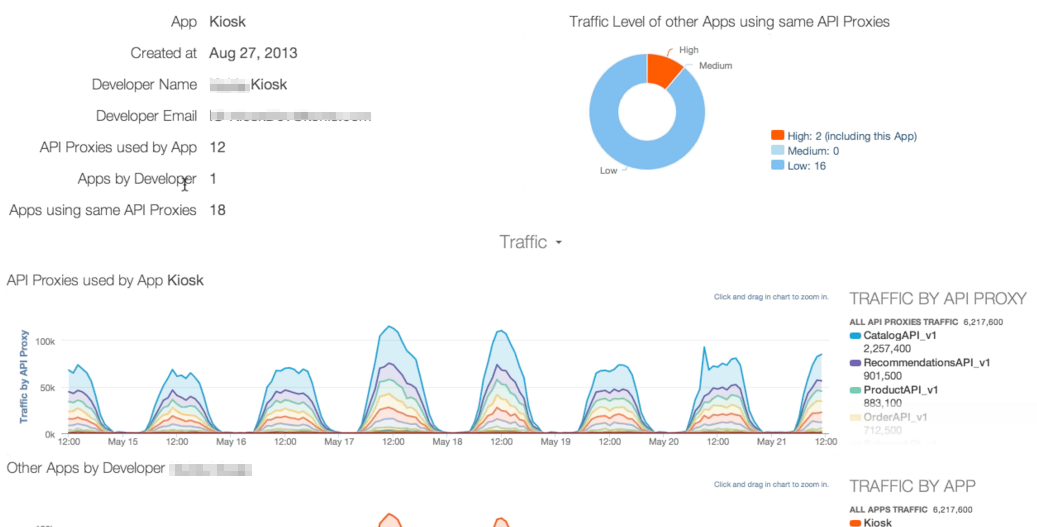 App Kiosk
Created at Aug 27, 2013
Developer Name Kiosk
Developer Email
API Proxies used by App 12
Apps by Developer 1
Apps using same API Proxies 18
Traffic Level of other Apps using same API Proxies
High
Medium
Low
High: 2 (including this App)
Medium: 0
Low: 16
Traffic
API Proxies used by App Kiosk
Click and drag in chart to zoom in.
Traffic by API Proxy
100k
50k
0k
12:00 May 15 12:00 May 16 12:00 May 17 12:00 May 18 12:00 May 19 12:00 May 20 12:00 May 21 12:00
TRAFFIC BY API PROXY
ALL API PROXIES TRAFFIC 6,217,600
CatalogAPI_v1
2,257,400
RecommendationsAPI_v1
901,500
ProductAPI_v1
883,100
OrderAPI_v1
712,500
Other Apps by Developer
Click and drag in chart to zoom in.
TRAFFIC BY APP
ALL APPS TRAFFIC 6,217,600
Kiosk